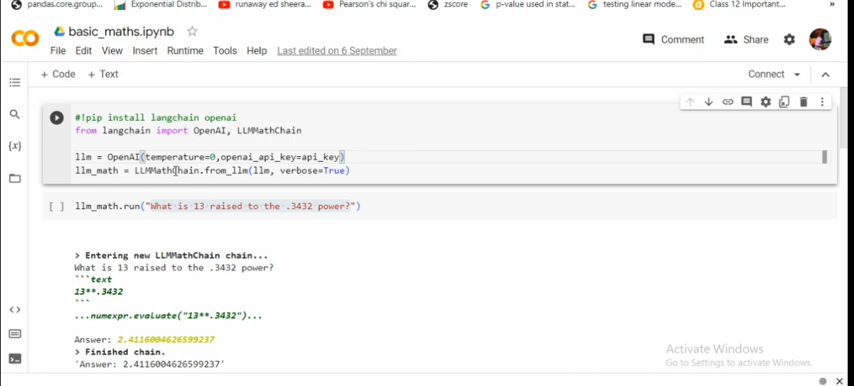 pandas.core.group... Exponential Distrib... runaway ed sheera... Pearson's chi squar... zscore p-value used in stat... testing linear mode... Class 12 Important... »
basic_maths.ipynb
Comment Share
File Edit View Insert Runtime Tools Help Last edited on 6 September
+ Code + Text Connect
#!pip install langchain openai
from langchain import OpenAI, LLMMathChain
llm = OpenAI(temperature=0,openai_api_key=api_key)
llm_math = LLMMathChain.from_llm(llm, verbose=True)
[ ] llm_math.run("What is 13 raised to the .3432 power?")
> Entering new LLMMathChain chain...
What is 13 raised to the .3432 power?
```text
13**.3432
```
...numexpr.evaluate("13**.3432")...
Answer: 2.4116004626599237
> Finished chain.
'Answer: 2.4116004626599237'
Activate Windows
Go to Settings to activate Windows.